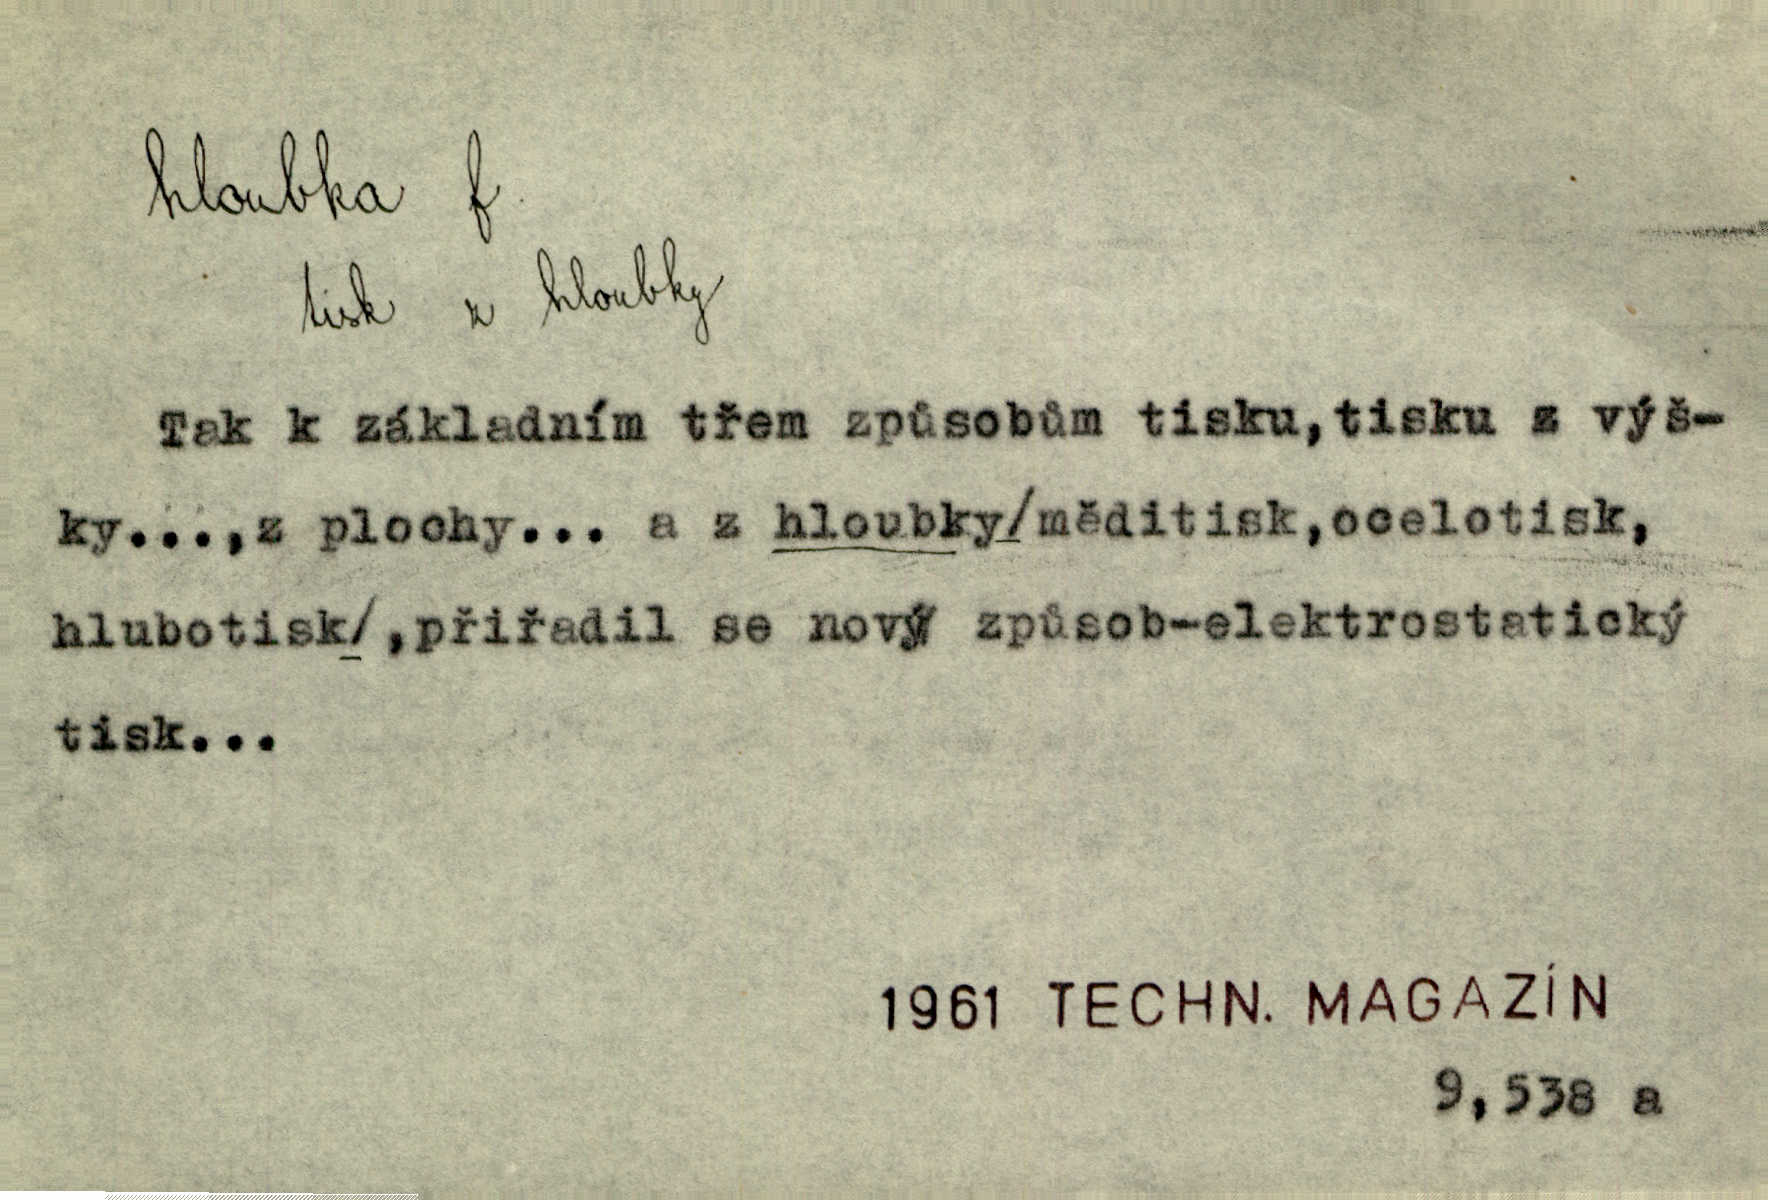 hloubka f.
tisk z hloubky
Tak k základním třem způsobům tisku,tisku z výš-
ky...,z plochy... a z hloubky/měditisk,ocelotisk,
hlubotisk/,přiřadil se nový způsob-elektrostatický
tisk...
1961 TECHN. MAGAZÍN
9,538 a